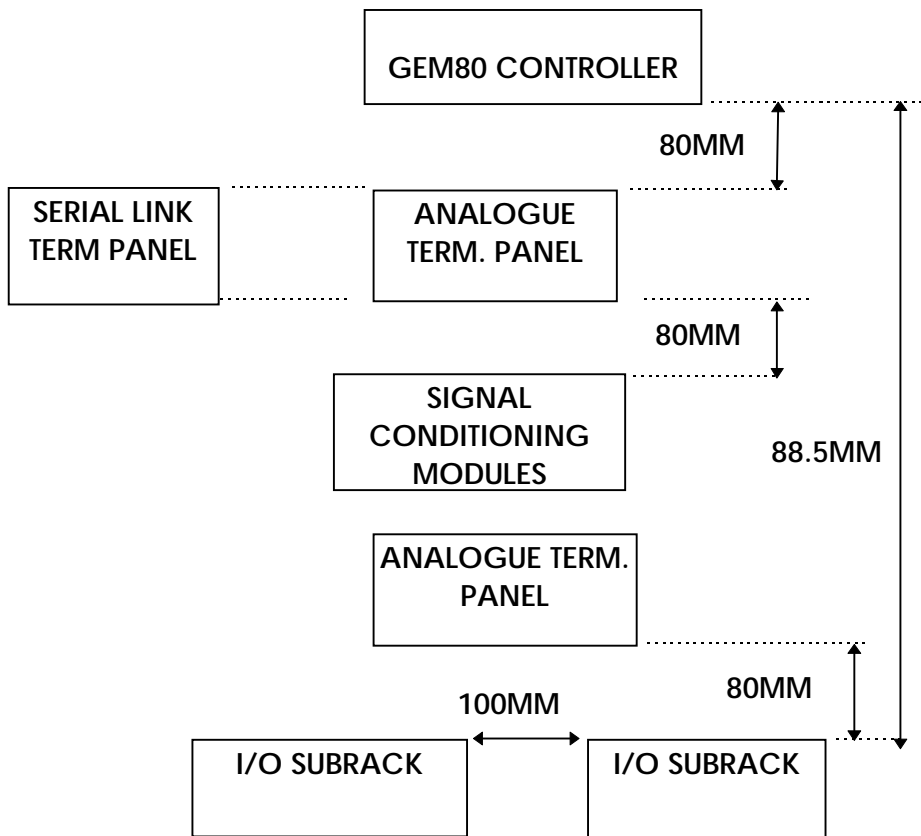 GEM80 CONTROLLER
80MM
SERIAL LINK
TERM PANEL
ANALOGUE
TERM. PANEL
80MM
SIGNAL
CONDITIONING
MODULES
88.5MM
ANALOGUE TERM.
PANEL
80MM
100MM
I/O SUBRACK
I/O SUBRACK